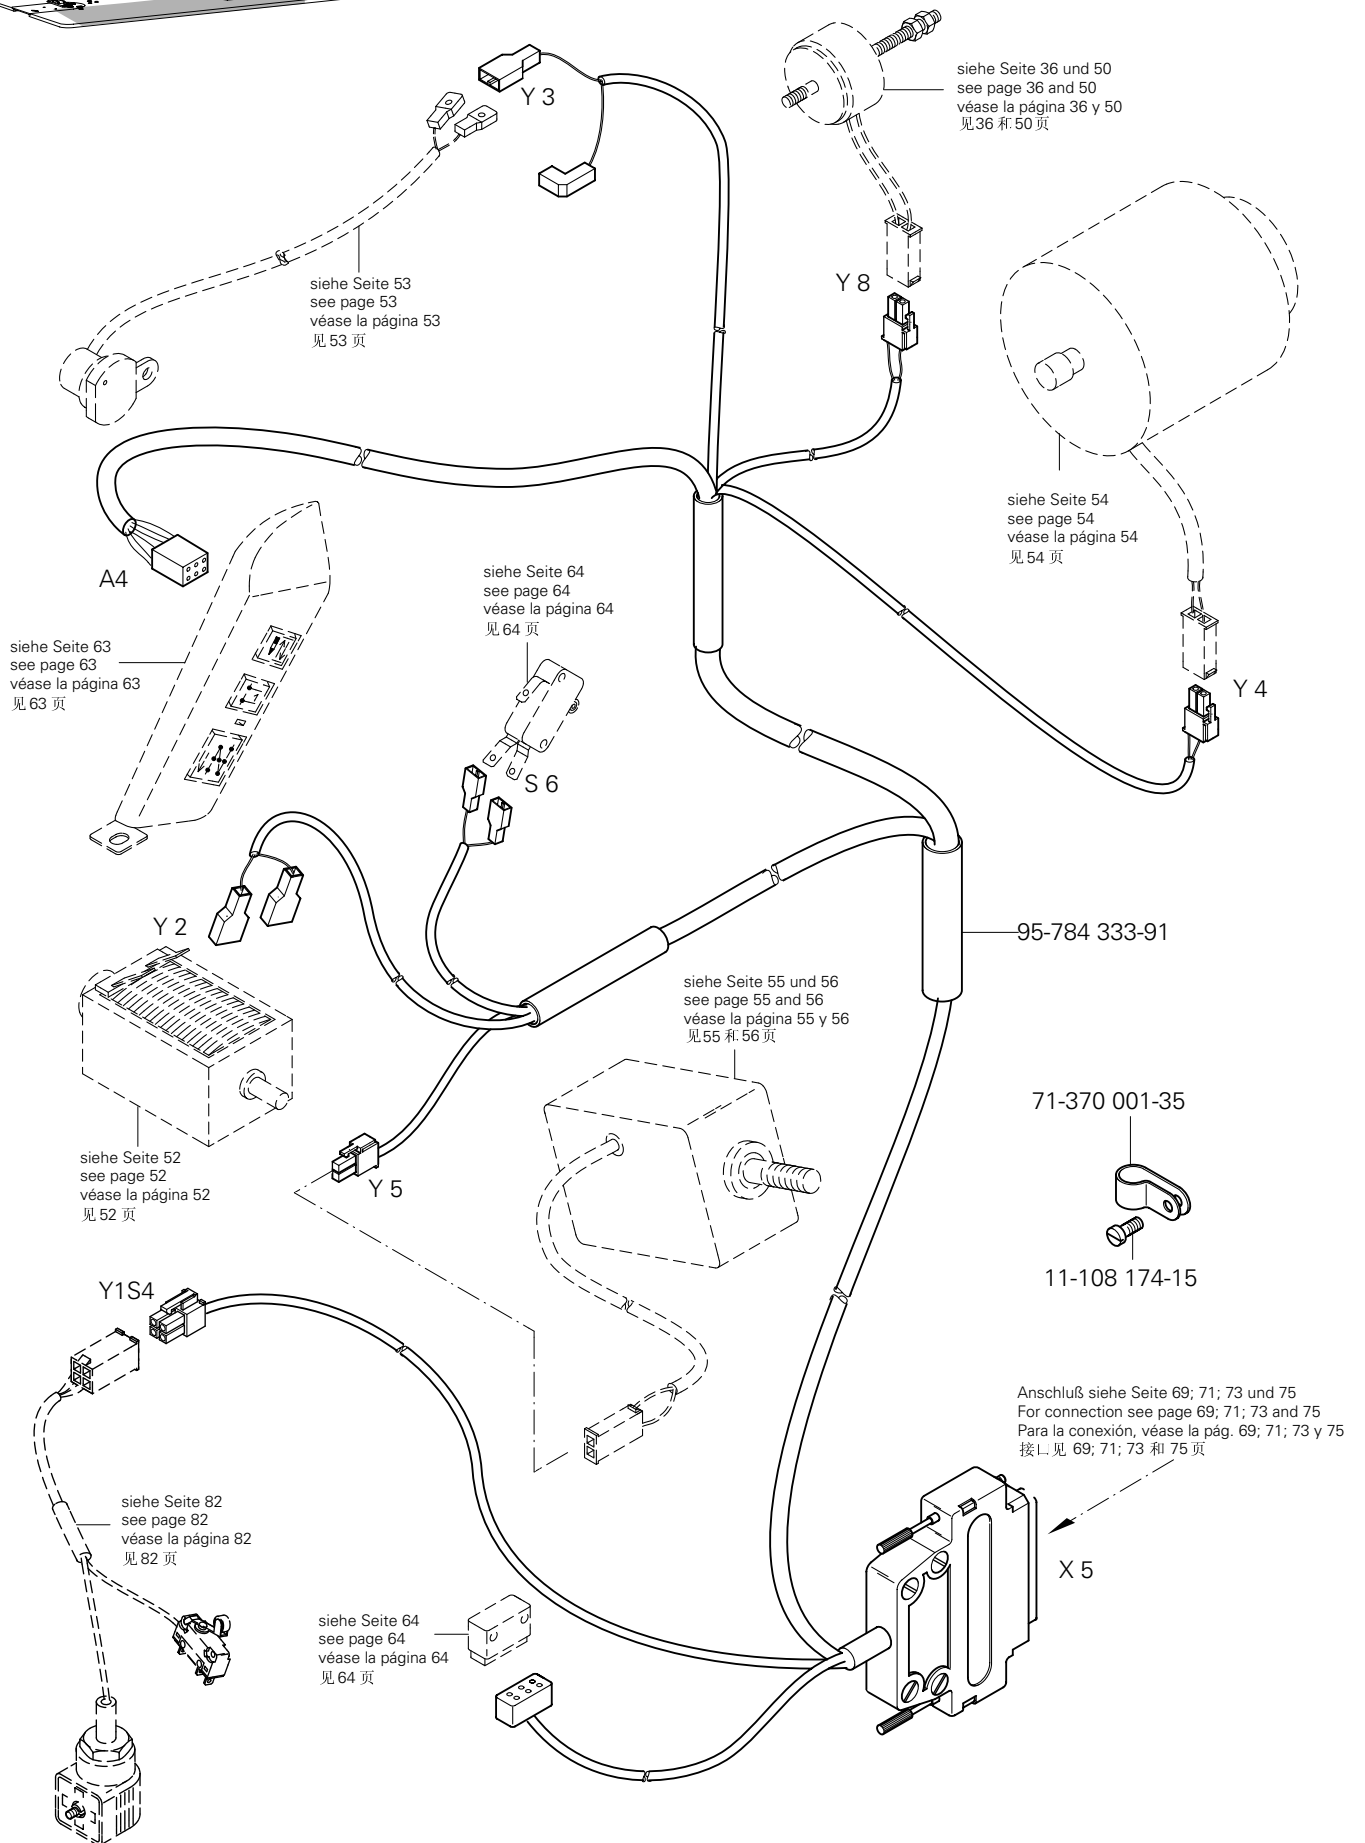 Y 3
siehe Seite 36 und 50
see page 36 and 50
véase la página 36 y 50
见36 和 50 页
siehe Seite 53
see page 53
véase la página 53
见 53 页
Y 8
siehe Seite 54
see page 54
véase la página 54
见 54 页
A4
siehe Seite 64
see page 64
véase la página 64
见 64 页
siehe Seite 63
see page 63
véase la página 63
见 63 页
Y 4
S 6
Y 2
95-784 333-91
siehe Seite 55 und 56
see page 55 and 56
véase la página 55 y 56
见55 和 56 页
71-370 001-35
siehe Seite 52
see page 52
véase la página 52
见 52 页
Y 5
11-108 174-15
Y1S4
Anschluß siehe Seite 69; 71; 73 und 75
For connection see page 69; 71; 73 and 75
Para la conexión, véase la pág. 69; 71; 73 y 75
接口见 69; 71; 73 和 75 页
siehe Seite 82
see page 82
véase la página 82
见 82 页
X 5
siehe Seite 64
see page 64
véase la página 64
见 64 页